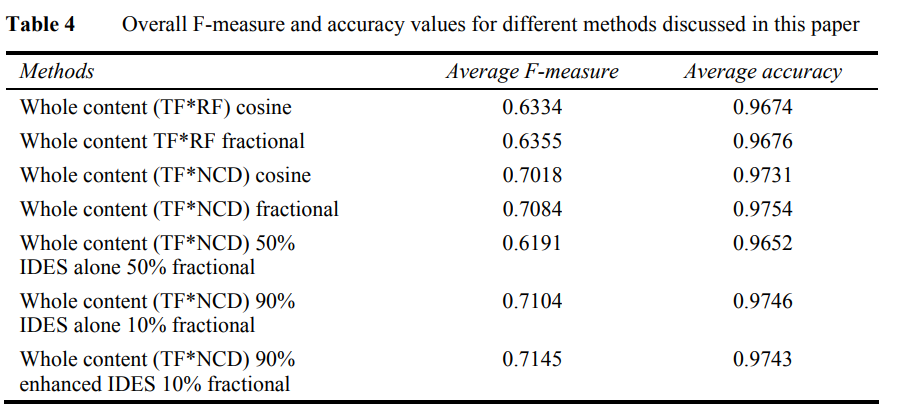 Table 4 Overall F-measure and accuracy values for different methods discussed in this paper
Methods Average F-measure Average accuracy
Whole content (TF*RF) cosine 0.6334 0.9674
Whole content TF*RF fractional 0.6355 0.9676
Whole content (TF*NCD) cosine 0.7018 0.9731
Whole content (TF*NCD) fractional 0.7084 0.9754
Whole content (TF*NCD) 50% 0.6191 0.9652
IDES alone 50% fractional
Whole content (TF*NCD) 90% 0.7104 0.9746
IDES alone 10% fractional
Whole content (TF*NCD) 90% 0.7145 0.9743
enhanced IDES 10% fractional